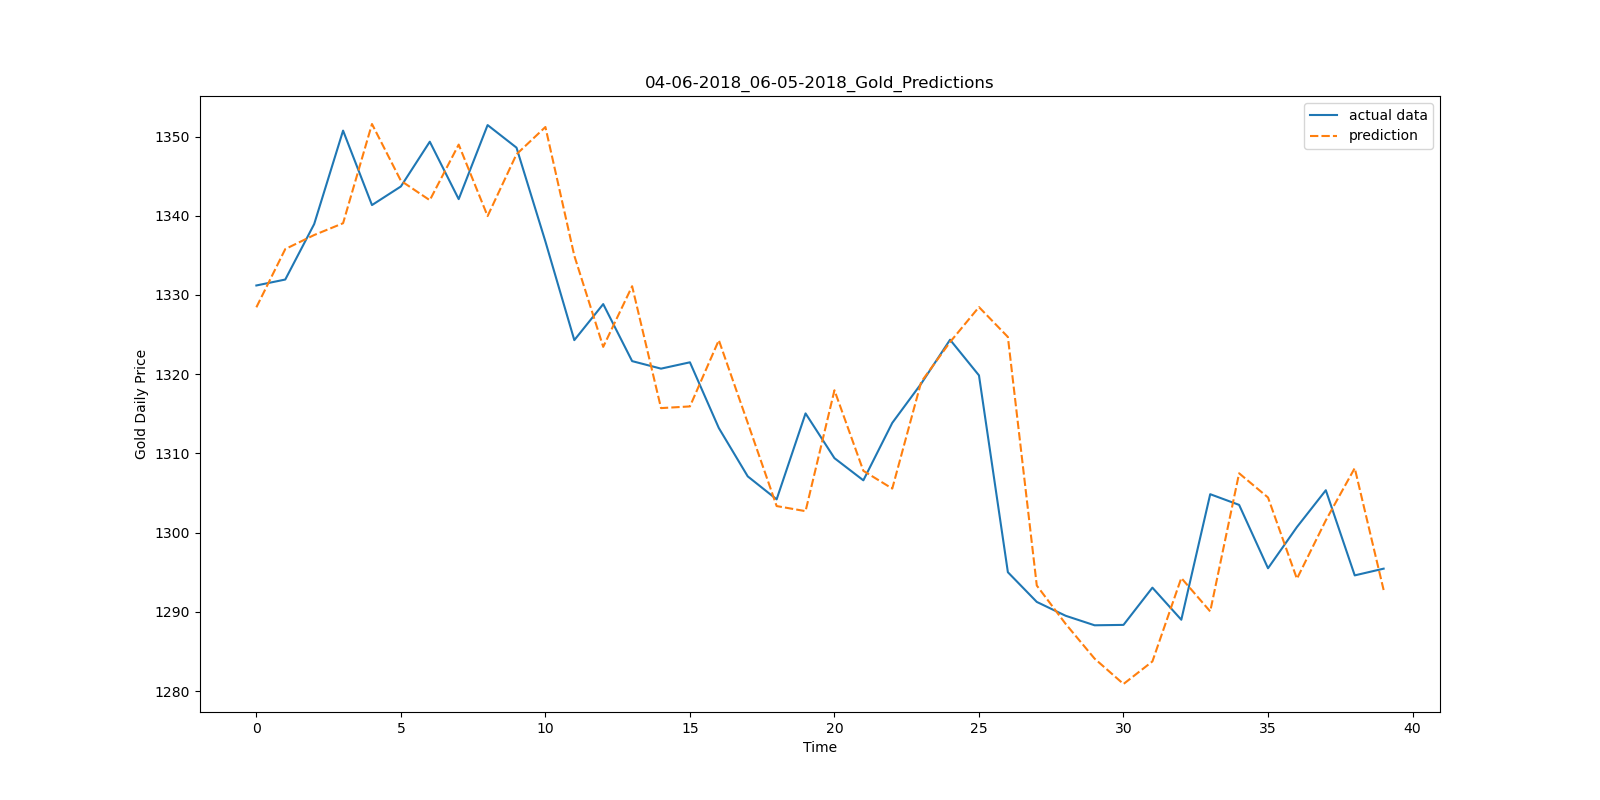 04-06-2018_06-05-2018_Gold_Predictions
actual data
prediction
Gold Daily Price
1350
1340
1330
1320
1310
1300
1290
1280
0 5 10 15 20 25 30 35 40
Time